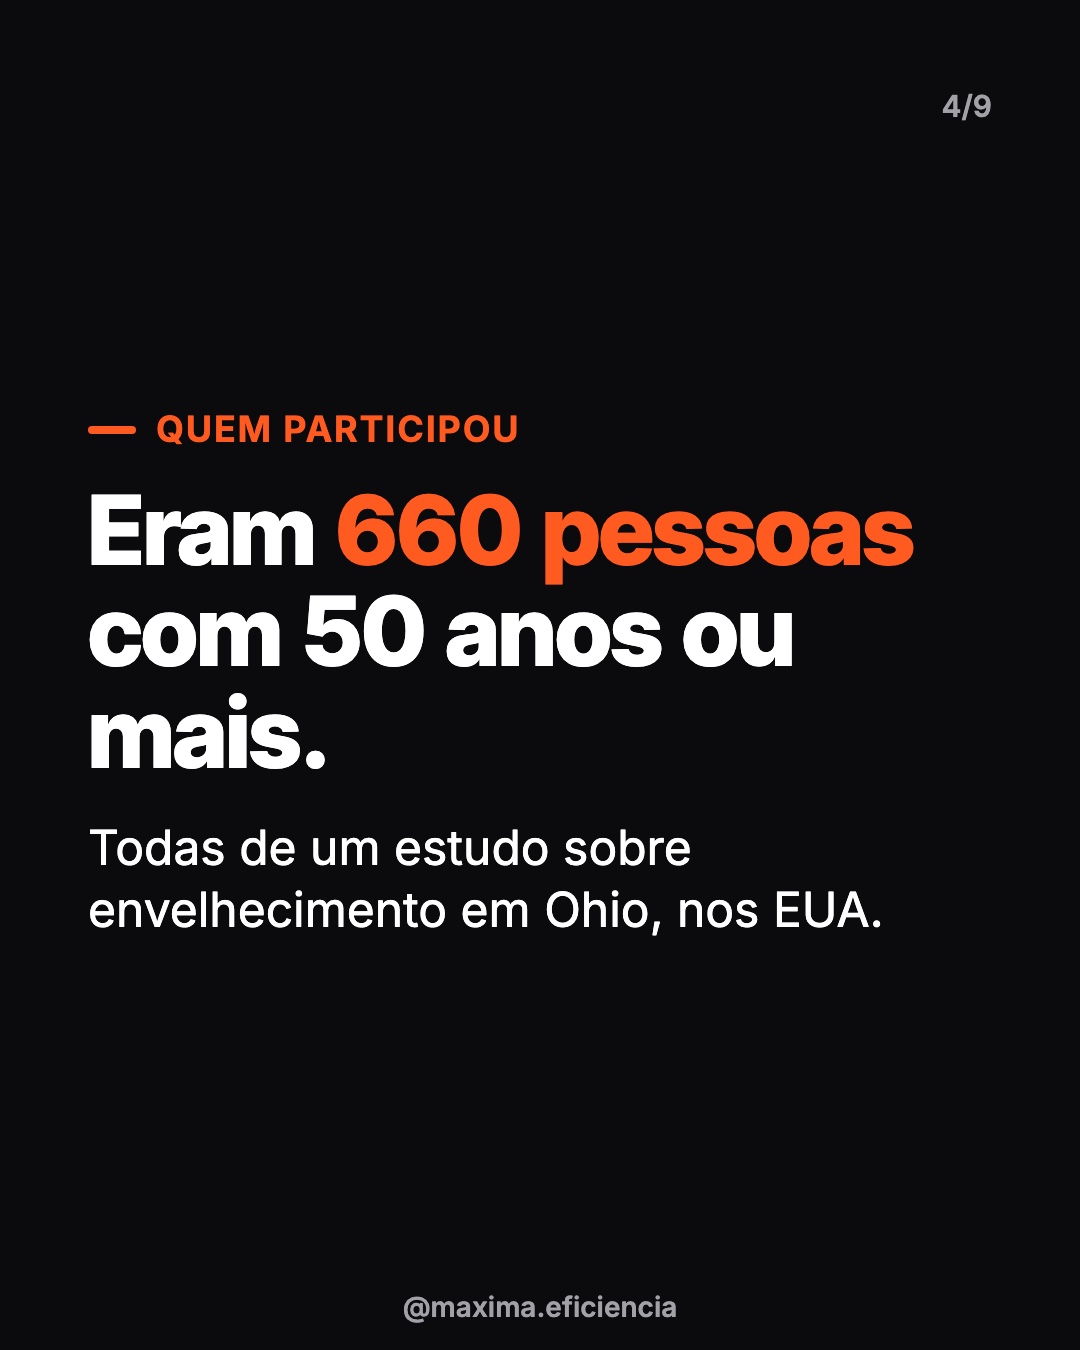 4/9
QUEM PARTICIPOU
Eram 660 pessoas
com 50 anos ou
mais.
Todas de um estudo sobre
envelhecimento em Ohio, nos EUA.
@maxima.eficiencia